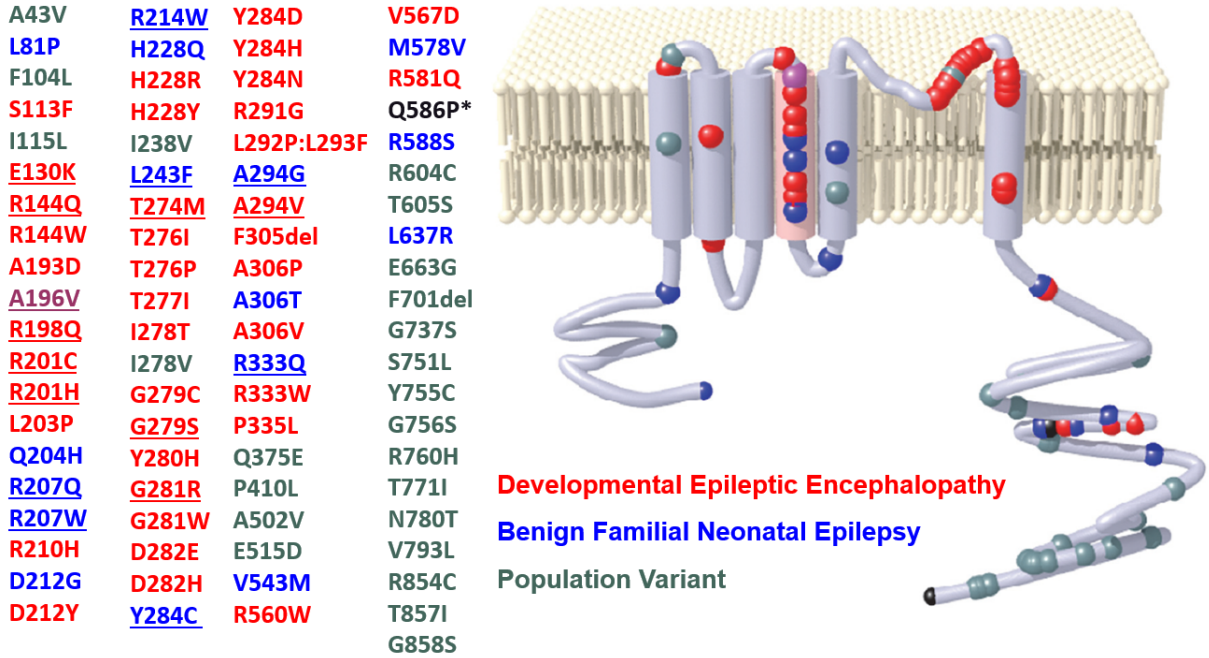 A43V
L81P
F104L
S113F
I115L
E130K
R144Q
R144W
A193D
A196V
R198Q
R201C
R201H
L203P
Q204H
R207Q
R207W
R210H
D212G
D212Y
R214W
H228Q
H228R
H228Y
I238V
L243F
T274M
T276I
T276P
T277I
I278T
I278V
G279C
G279S
Y280H
G281R
G281W
D282E
D282H
Y284C
Y284D
Y284H
Y284N
R291G
L292P:L293F
A294G
A294V
F305del
A306P
A306T
A306V
R333Q
R333W
P335L
Q375E
P410L
A502V
E515D
V543M
R560W
V567D
M578V
R581Q
Q586P*
R588S
R604C
T605S
L637R
E663G
F701del
G737S
S751L
Y755C
G756S
R760H
T771I
N780T
V793L
R854C
T857I
G858S
Developmental Epileptic Encephalopathy
Benign Familial Neonatal Epilepsy
Population Variant